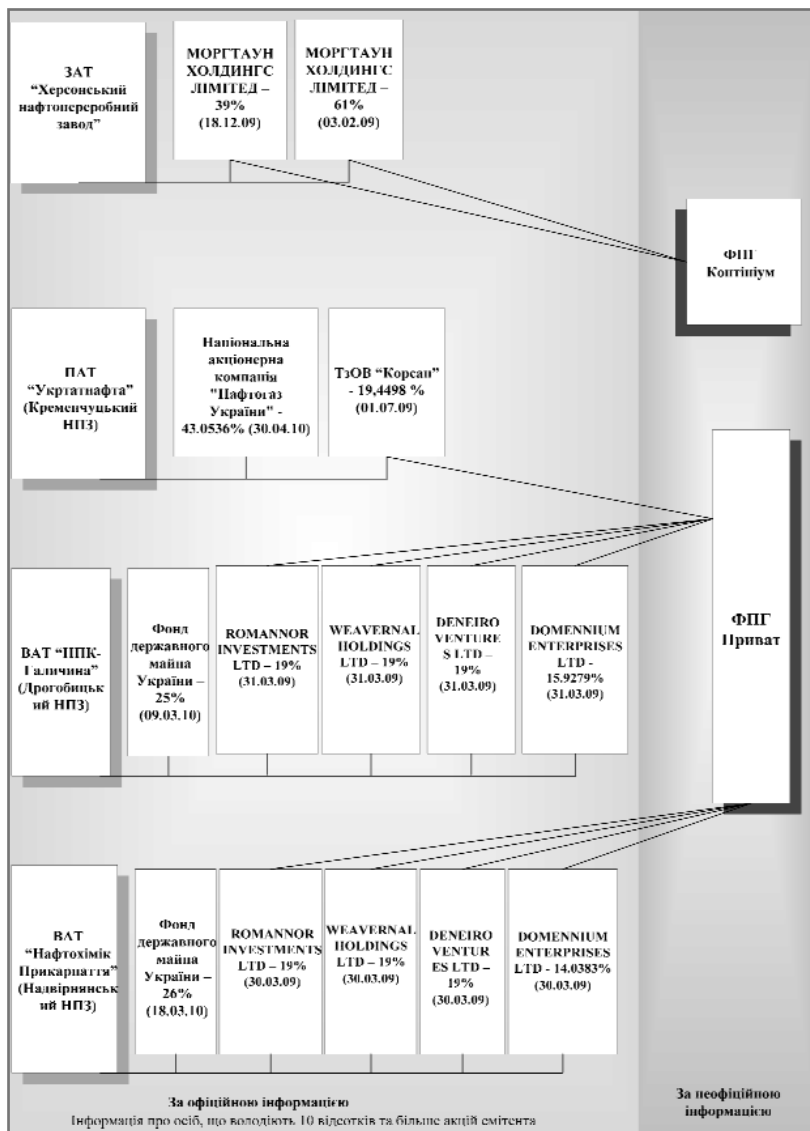 ЗАТ
“Херсонський
нафтопереробний
завод”
МОРГТАУН
ХОЛДИНГС
ЛІМІТЕД –
39%
(18.12.09)
МОРГТАУН
ХОЛДИНГС
ЛІМІТЕД –
61%
(03.02.09)
ФПГ
Контініум
ПАТ
“Укртатнафта”
(Кременчуцький
НПЗ)
Національна
акціонерна
компанія
"Нафтогаз
України" -
43.0536% (30.04.10)
ТзОВ “Корсан”
- 19,4498 %
(01.07.09)
ФПГ
Приват
ВАТ “НПК-
Галичина”
(Дрогобицьк
ий НПЗ)
Фонд
державного
майна
України –
25%
(09.03.10)
ROMANNOR
INVESTMENTS
LTD – 19%
(31.03.09)
WEAVERNAL
HOLDINGS
LTD – 19%
(31.03.09)
DENEIRO
VENTURE
S LTD –
19%
(31.03.09)
DOMENNIUM
ENTERPRISES
LTD -
15.9279%
(31.03.09)
ВАТ
“Нафтохімік
Прикарпаття”
(Надвірнянськ
ий НПЗ)
Фонд
державного
майна
України –
26%
(18.03.10)
ROMANNOR
INVESTMENTS
LTD – 19%
(30.03.09)
WEAVERNAL
HOLDINGS
LTD – 19%
(30.03.09)
DENEIRO
VENTUR
ES LTD –
19%
(30.03.09)
DOMENNIUM
ENTERPRISES
LTD - 14.0383%
(30.03.09)
За офіційною інформацією
Інформація про осіб, що володіють 10 відсотків та більше акцій емітента
За неофіційною
інформацією